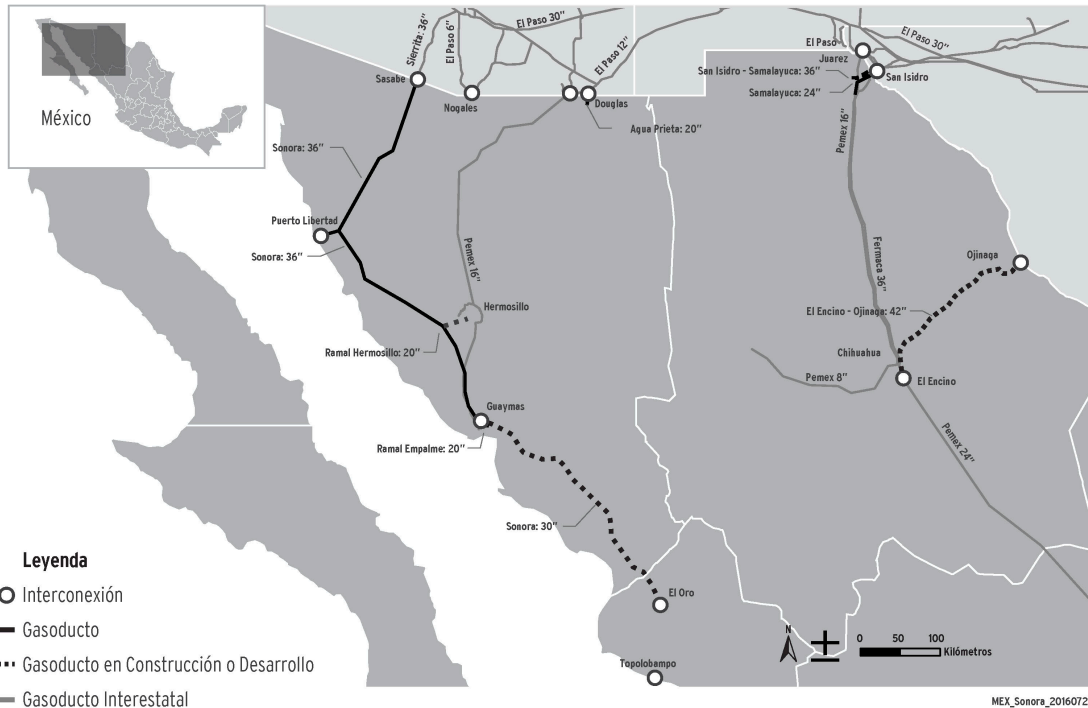 México
Sierrita: 36"
El Paso 6"
El Paso 30"
El Paso 12"
El Paso 30"
El Paso
Juarez
San Isidro - Samalayuca: 36"
San Isidro
Samalayuca: 24"
Sasabe
Nogales
Douglas
Agua Prieta: 20"
Pemex 16"
Sonora: 36"
Puerto Libertad
Sonora: 36"
Pemex 16"
Fermaca 36"
Ojinaga
Hermosillo
El Encino - Ojinaga: 42"
Ramal Hermosillo: 20"
Chihuahua
Pemex 8"
El Encino
Guaymas
Ramal Empalme: 20"
Pemex 24"
Sonora: 30"
El Oro
Topolobampo
Leyenda
Interconexión
Gasoducto
Gasoducto en Construcción o Desarrollo
Gasoducto Interestatal
N
0 50 100
Kilómetros
MEX_Sonora_2016072